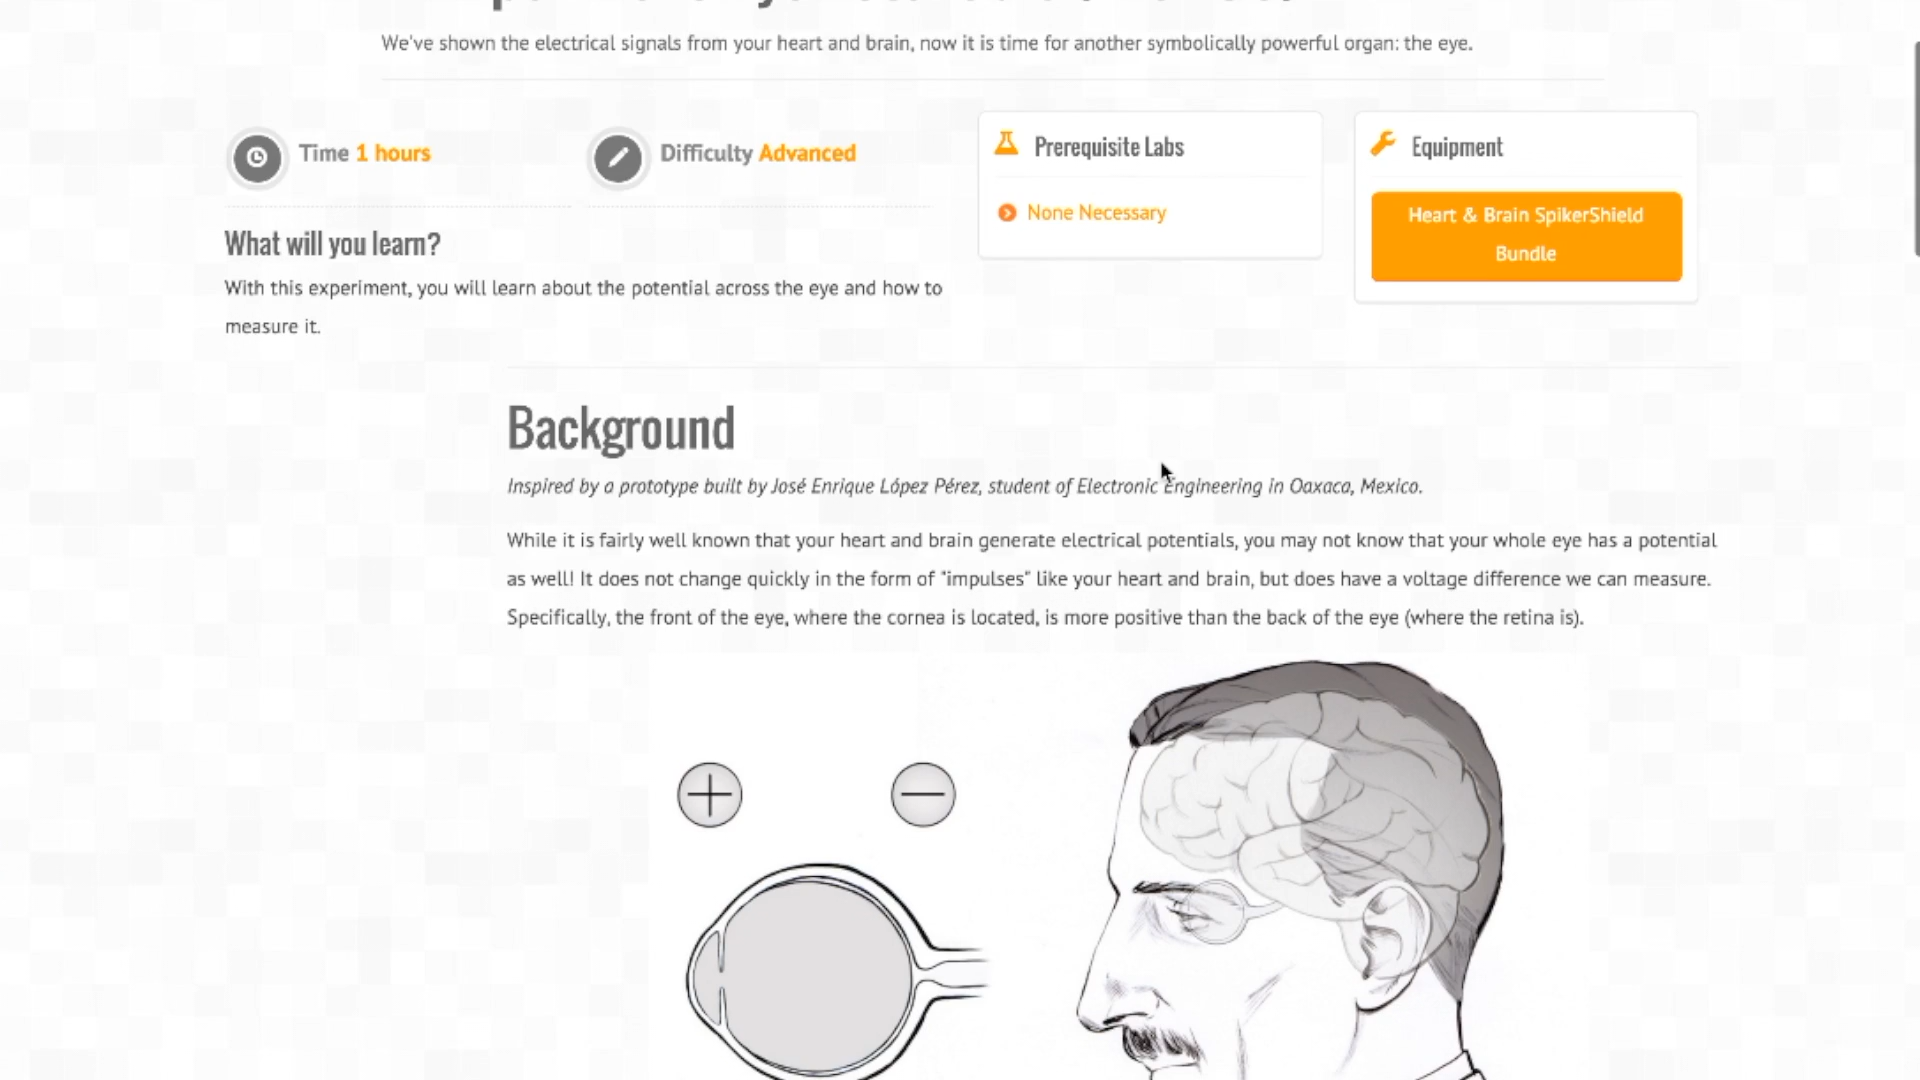 We've shown the electrical signals from your heart and brain, now it is time for another symbolically powerful organ: the eye.
Time 1 hours
Difficulty Advanced
What will you learn?
With this experiment, you will learn about the potential across the eye and how to
measure it.
Prerequisite Labs
None Necessary
Equipment
Heart & Brain SpikerShield
Bundle
Background
Inspired by a prototype built by José Enrique López Pérez, student of Electronic Engineering in Oaxaca, Mexico.
While it is fairly well known that your heart and brain generate electrical potentials, you may not know that your whole eye has a potential
as well! It does not change quickly in the form of "impulses" like your heart and brain, but does have a voltage difference we can measure.
Specifically, the front of the eye, where the cornea is located, is more positive than the back of the eye (where the retina is).